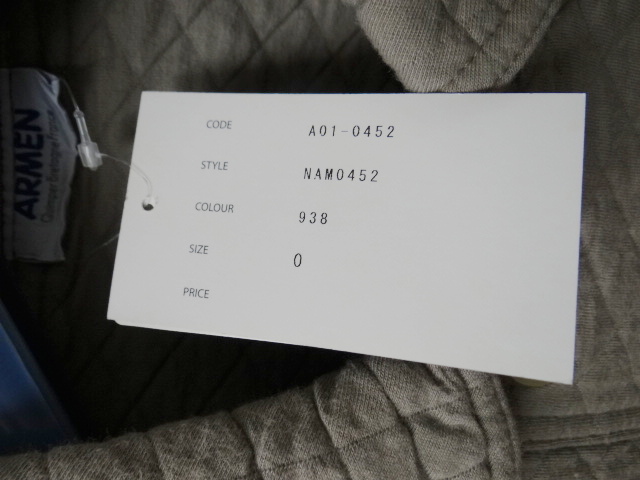 ARMEN
CODE A01-0452
STYLE NAM0452
COLOUR 938
SIZE 0
PRICE